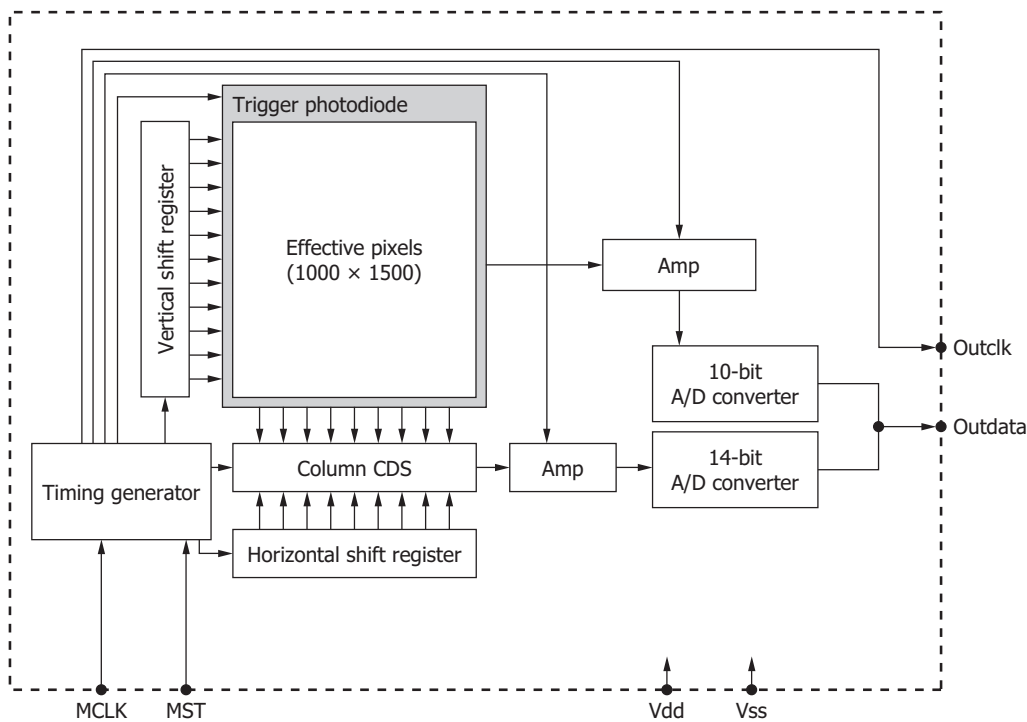 Trigger photodiode
Vertical shift register
Effective pixels
(1000 × 1500)
Amp
Outclk
10-bit
A/D converter
Outdata
Timing generator
Column CDS
Amp
14-bit
A/D converter
Horizontal shift register
MCLK
MST
Vdd
Vss